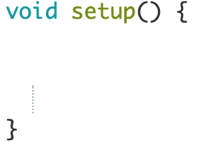 void setup() {
}